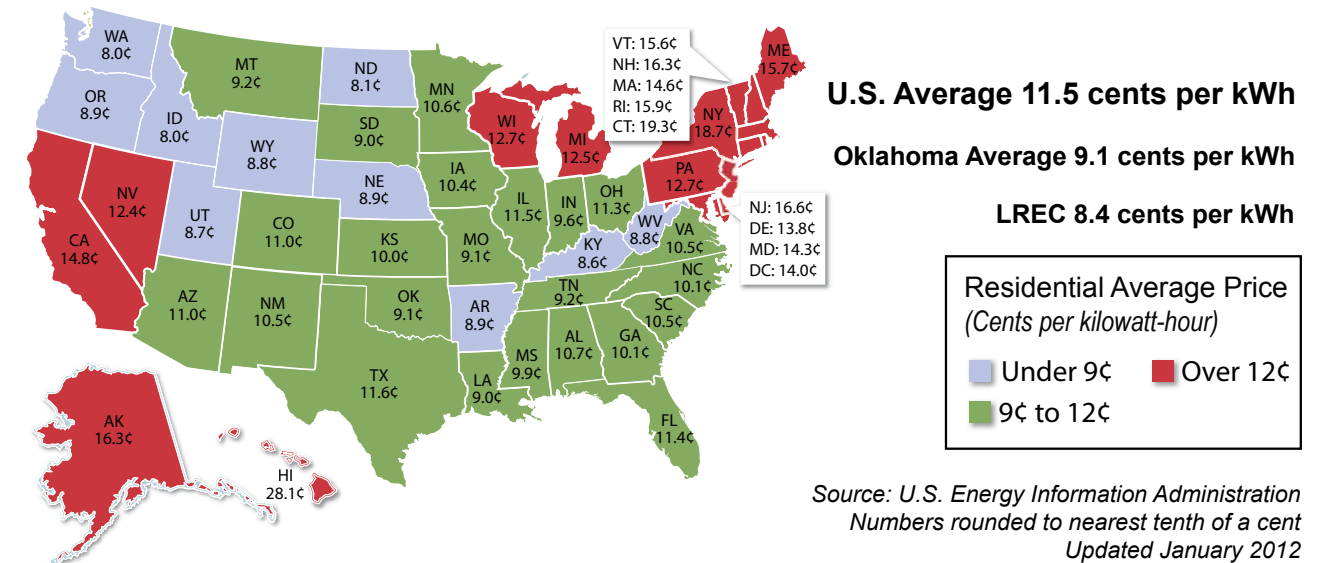 WA
8.0¢
OR
8.9¢
ID
8.0¢
MT
9.2¢
WY
8.8¢
ND
8.1¢
SD
9.0¢
NE
8.9¢
MN
10.6¢
IA
10.4¢
WI
12.7¢
MI
12.5¢
VT: 15.6¢
NH: 16.3¢
MA: 14.6¢
RI: 15.9¢
CT: 19.3¢
ME
15.7¢
NY
18.7¢
PA
12.7¢
NJ: 16.6¢
DE: 13.8¢
MD: 14.3¢
DC: 14.0¢
CA
14.8¢
NV
12.4¢
UT
8.7¢
CO
11.0¢
KS
10.0¢
MO
9.1¢
IL
11.5¢
IN
9.6¢
OH
11.3¢
WV
8.8¢
VA
10.5¢
KY
8.6¢
NC
10.1¢
TN
9.2¢
SC
10.5¢
AZ
11.0¢
NM
10.5¢
OK
9.1¢
AR
8.9¢
MS
9.9¢
AL
10.7¢
GA
10.1¢
TX
11.6¢
LA
9.0¢
FL
11.4¢
AK
16.3¢
HI
28.1¢
U.S. Average 11.5 cents per kWh
Oklahoma Average 9.1 cents per kWh
LREC 8.4 cents per kWh
Residential Average Price
(Cents per kilowatt-hour)
Under 9¢ Over 12¢
9¢ to 12¢
Source: U.S. Energy Information Administration
Numbers rounded to nearest tenth of a cent
Updated January 2012